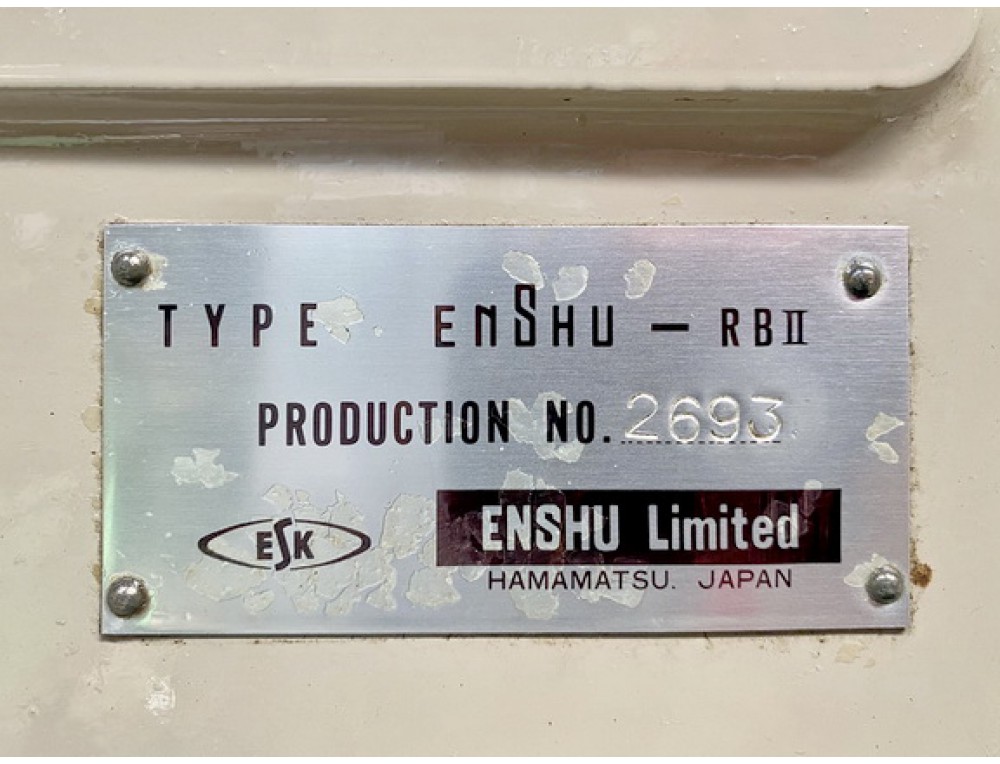 TYPE ENSHU – RBII
PRODUCTION NO. 2693
ESK
ENSHU Limited
HAMAMATSU. JAPAN